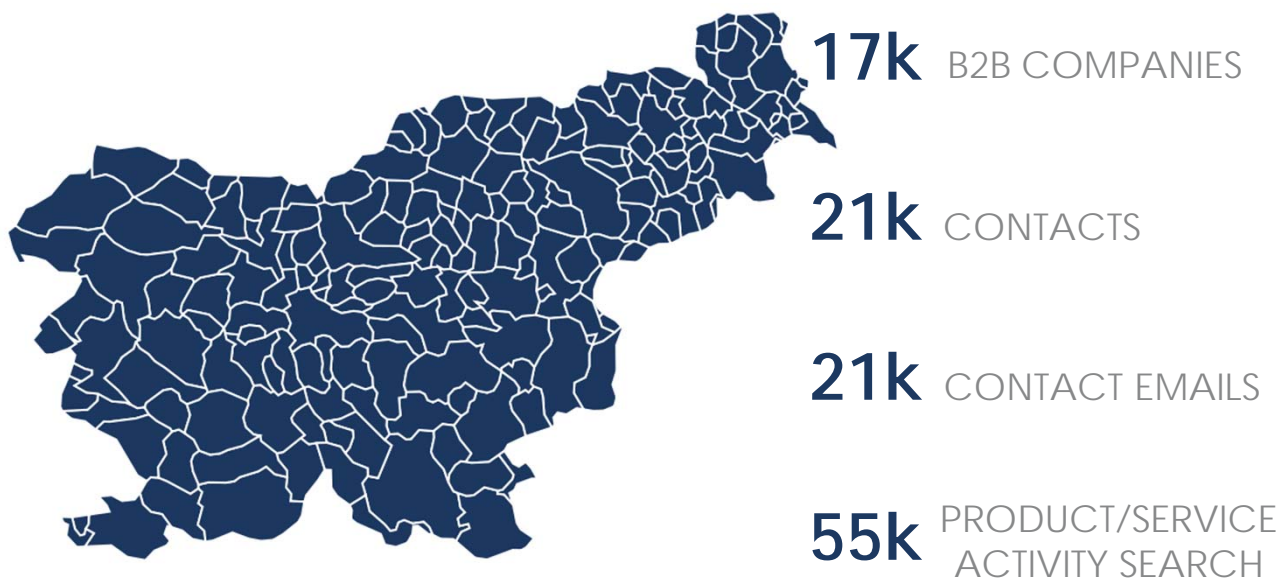 17k B2B COMPANIES
21k CONTACTS
21k CONTACT EMAILS
55k PRODUCT/SERVICE
ACTIVITY SEARCH